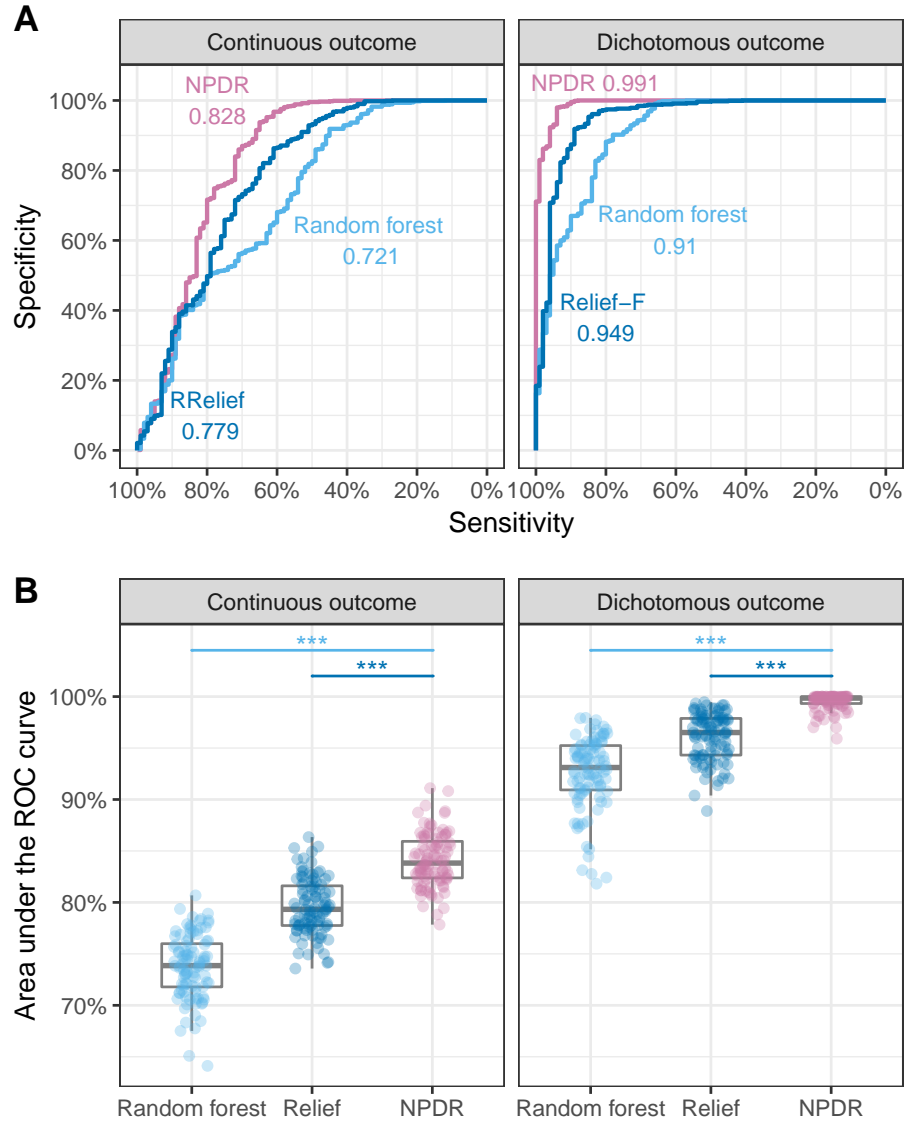 A
Continuous outcome
Dichotomous outcome
NPDR
0.828
NPDR 0.991
Random forest
0.721
Random forest
0.91
RRelief
0.779
Relief−F
0.949
Specificity
100%
80%
60%
40%
20%
0%
100% 80% 60% 40% 20% 0%
100% 80% 60% 40% 20% 0%
Sensitivity
B
Continuous outcome
Dichotomous outcome
***
***
***
***
Area under the ROC curve
100%
90%
80%
70%
Random forest Relief NPDR
Random forest Relief NPDR